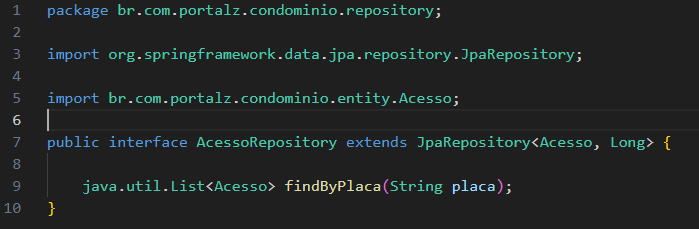 1 package br.com.portalz.condominio.repository;
2
3 import org.springframework.data.jpa.repository.JpaRepository;
4
5 import br.com.portalz.condominio.entity.Acesso;
6
7 public interface AcessoRepository extends JpaRepository<Acesso, Long> {
8
9 java.util.List<Acesso> findByPlaca(String placa);
10 }